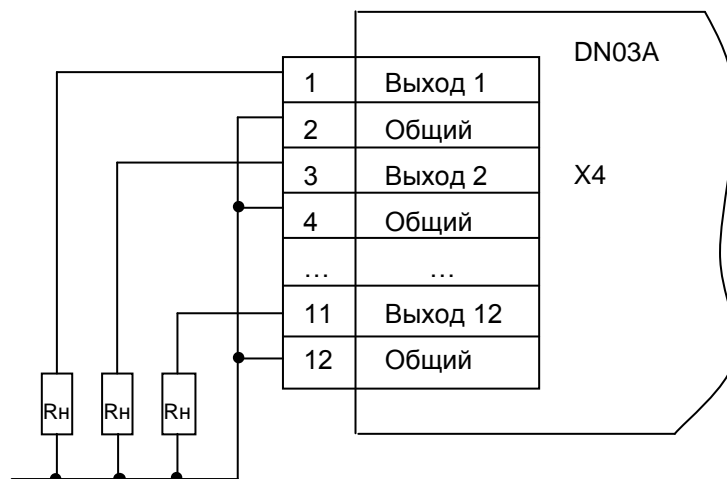 DN03A
1 Выход 1
2 Общий
3 Выход 2
X4
4 Общий
… …
11 Выход 12
12 Общий
Rн Rн Rн